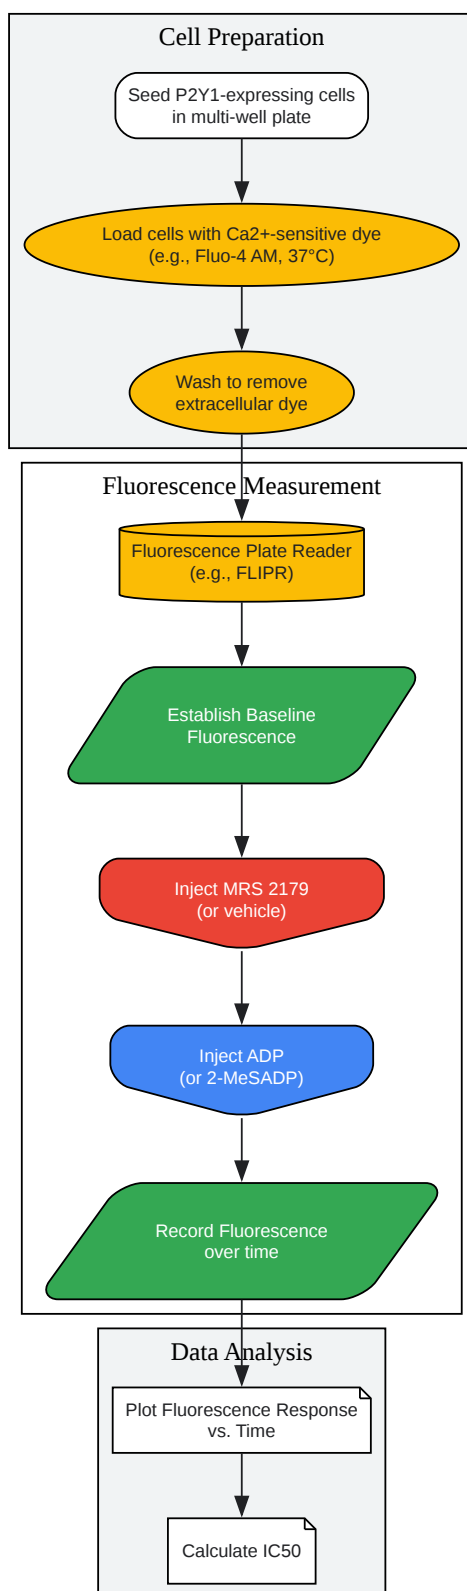 Cell Preparation
Seed P2Y1-expressing cells
in multi-well plate
Load cells with Ca2+-sensitive dye
(e.g., Fluo-4 AM, 37°C)
Wash to remove
extracellular dye
Fluorescence Measurement
Fluorescence Plate Reader
(e.g., FLIPR)
Establish Baseline
Fluorescence
Inject MRS 2179
(or vehicle)
Inject ADP
(or 2-MeSADP)
Record Fluorescence
over time
Data Analysis
Plot Fluorescence Response
vs. Time
Calculate IC50